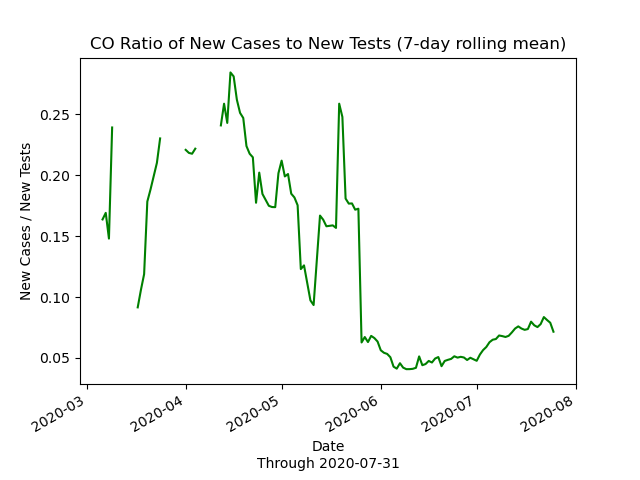 CO Ratio of New Cases to New Tests (7-day rolling mean)
New Cases / New Tests
0.25
0.20
0.15
0.10
0.05
2020-03
2020-04
2020-05
2020-06
2020-07
2020-08
Date
Through 2020-07-31